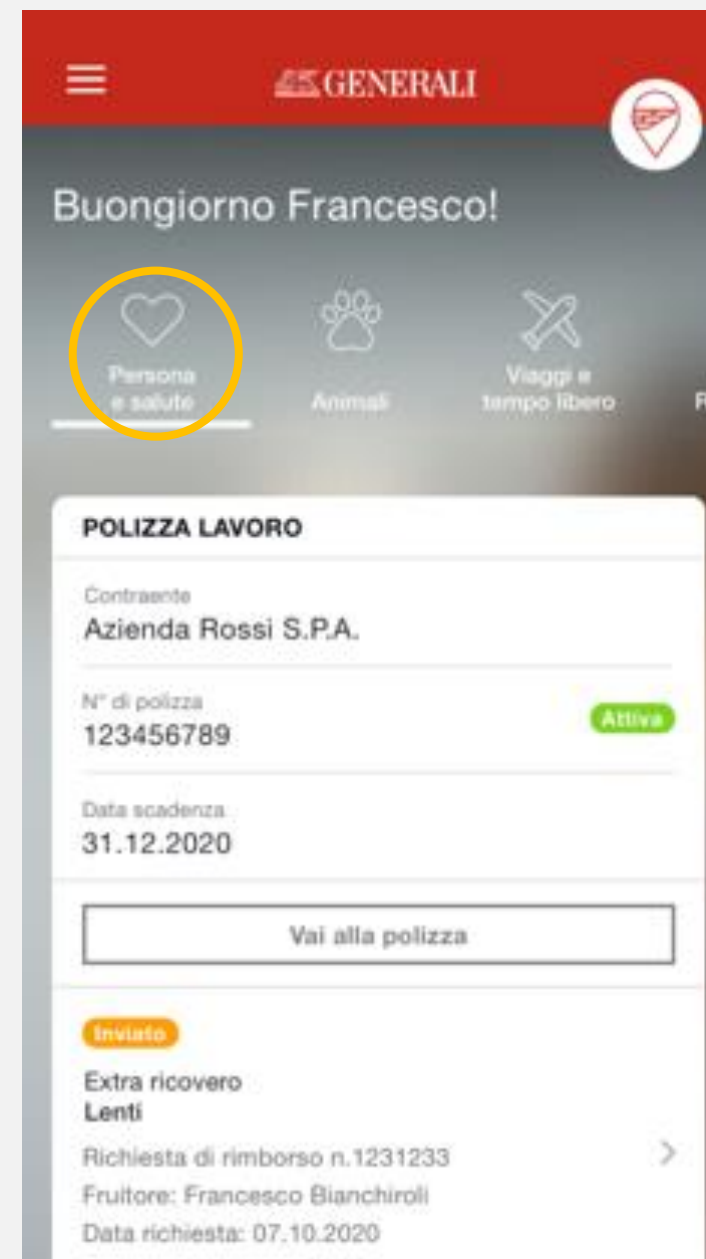 GENERALI
Buongiorno Francesco!
Persona
e salute
Animali
Viaggi e
tempo libero
R
POLIZZA LAVORO
Contraente
Azienda Rossi S.P.A.
N° di polizza
123456789
Attiva
Data scadenza
31.12.2020
Vai alla polizza
Inviato
Extra ricovero
Lenti
Richiesta di rimborso n.1231233
Fruitore: Francesco Bianchiroli
Data richiesta: 07.10.2020